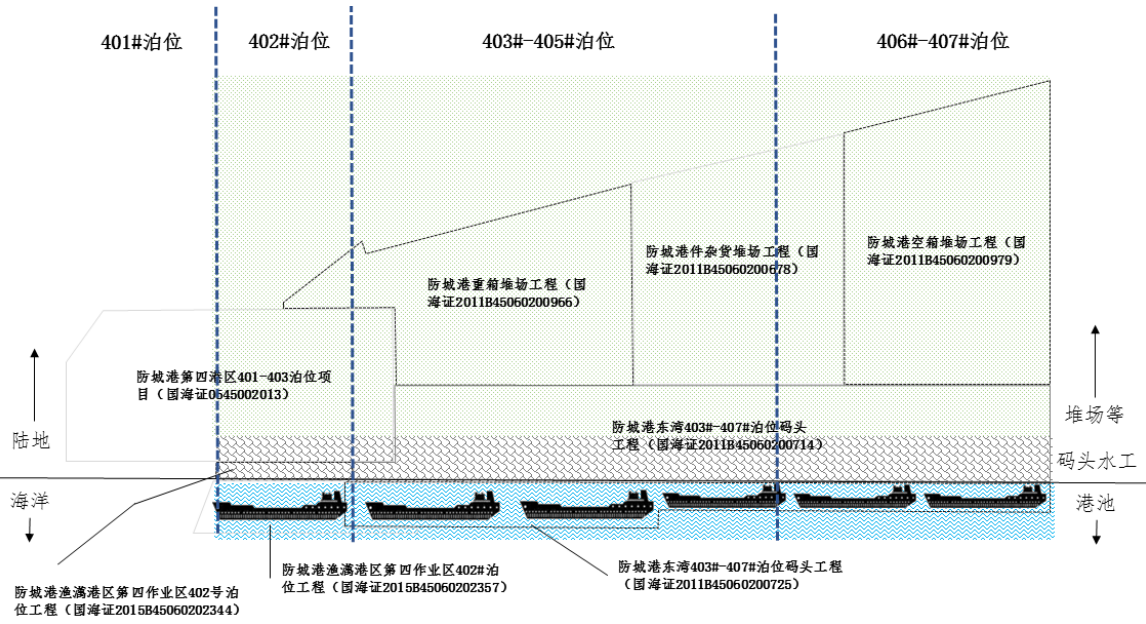 401#泊位
402#泊位
403#-405#泊位
406#-407#泊位
防城港件杂货堆场工程（国
海证2011B45060200678）
防城港空箱堆场工程（国
海证2011B45060200979）
防城港重箱堆场工程（国
海证2011B45060200966）
防城港第四港区401-403泊位项
目（国海证0545002013）
防城港东湾403#-407#泊位码头
工程（国海证2011B45060200714）
陆地
海洋
堆场等
码头水工
港池
防城港渔澫港区第四作业区402号泊
位工程（国海证2015B45060202344）
防城港渔澫港区第四作业区402#泊
位工程（国海证2015B45060202357）
防城港东湾403#-407#泊位码头工程
（国海证2011B45060200725）